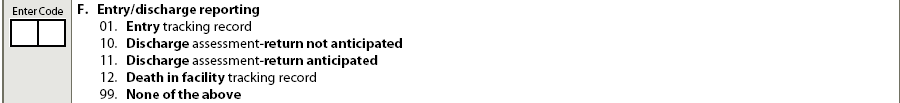 Enter Code
F. Entry/discharge reporting
01. Entry tracking record
10. Discharge assessment-return not anticipated
11. Discharge assessment-return anticipated
12. Death in facility tracking record
99. None of the above